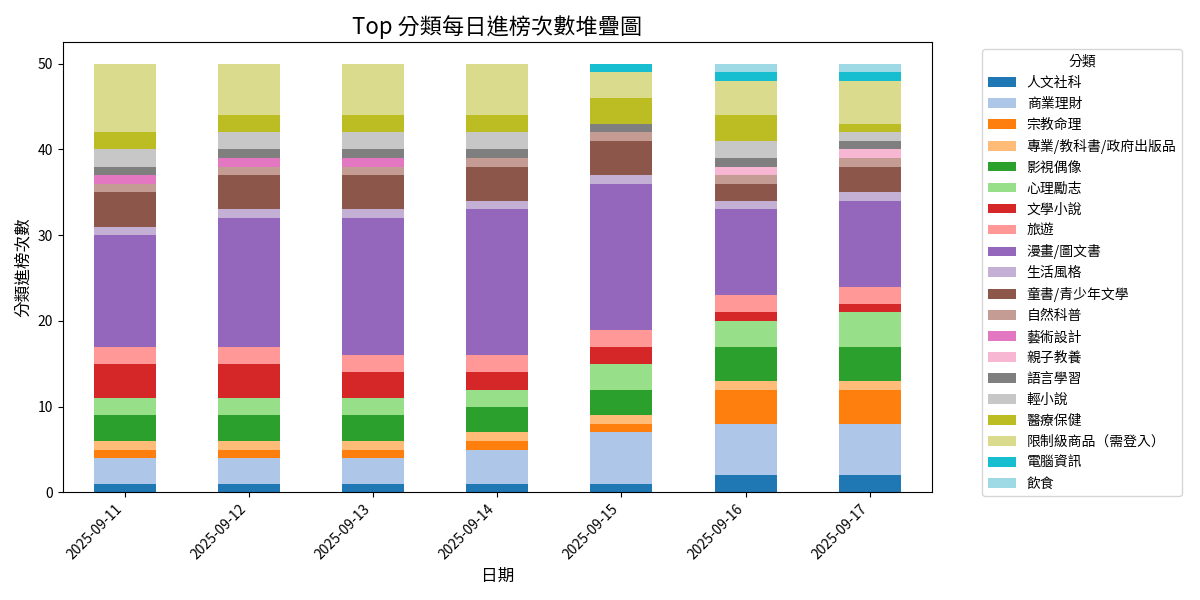 Top 分類每日進榜次數堆疊圖
分類進榜次數
50
40
30
20
10
0
2025-09-11
2025-09-12
2025-09-13
2025-09-14
2025-09-15
2025-09-16
2025-09-17
日期
分類
人文社科
商業理財
宗教命理
專業/教科書/政府出版品
影視偶像
心理勵志
文學小說
旅遊
漫畫/圖文書
生活風格
童書/青少年文學
自然科普
藝術設計
親子教養
語言學習
輕小說
醫療保健
限制級商品（需登入）
電腦資訊
飲食